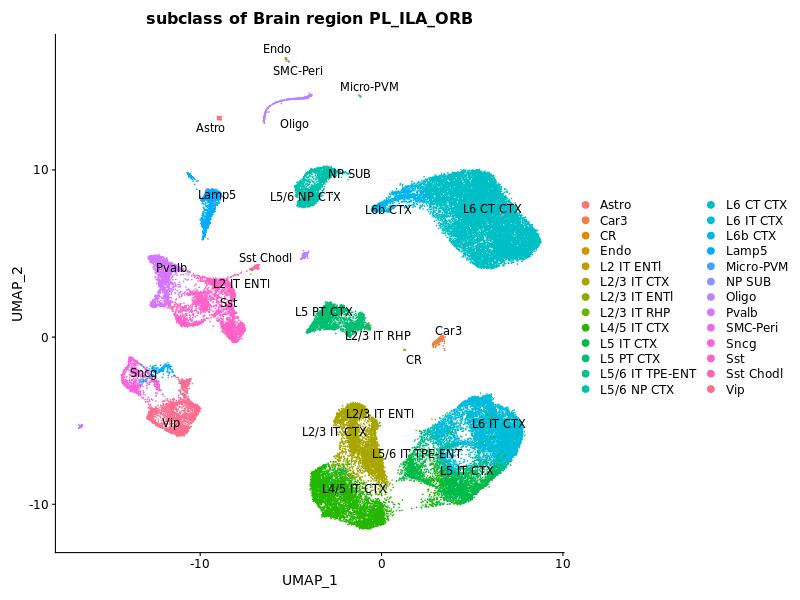 subclass of Brain region PL_ILA_ORB
Endo
SMC-Peri
Micro-PVM
Oligo
Astro
NP SUB
Lamp5
L5/6 NP CTX
L6b CTX
L6 CT CTX
Sst Chodl
Pvalb
L2 IT ENTl
Sst
L5 PT CTX
L2/3 IT RHP
Car3
CR
Sncg
Vip
L2/3 IT ENTl
L2/3 IT CTX
L6 IT CTX
L5/6 IT TPE-ENT
L5 IT CTX
L4/5 IT CTX
10
0
-10
-10
0
10
UMAP_1
UMAP_2
Astro
Car3
CR
Endo
L2 IT ENTl
L2/3 IT CTX
L2/3 IT ENTl
L2/3 IT RHP
L4/5 IT CTX
L5 IT CTX
L5 PT CTX
L5/6 IT TPE-ENT
L5/6 NP CTX
L6 CT CTX
L6 IT CTX
L6b CTX
Lamp5
Micro-PVM
NP SUB
Oligo
Pvalb
SMC-Peri
Sncg
Sst
Sst Chodl
Vip